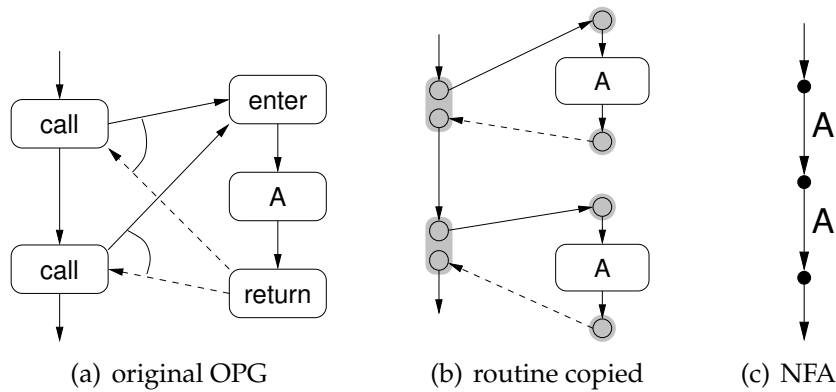 call
enter
A
call
return
(a) original OPG
A
A
(b) routine copied
A
A
(c) NFA